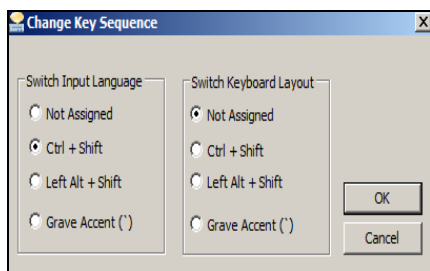 Change Key Sequence
Switch Input Language
Not Assigned
Ctrl + Shift
Left Alt + Shift
Grave Accent (`)
Switch Keyboard Layout
Not Assigned
Ctrl + Shift
Left Alt + Shift
Grave Accent (`)
OK
Cancel